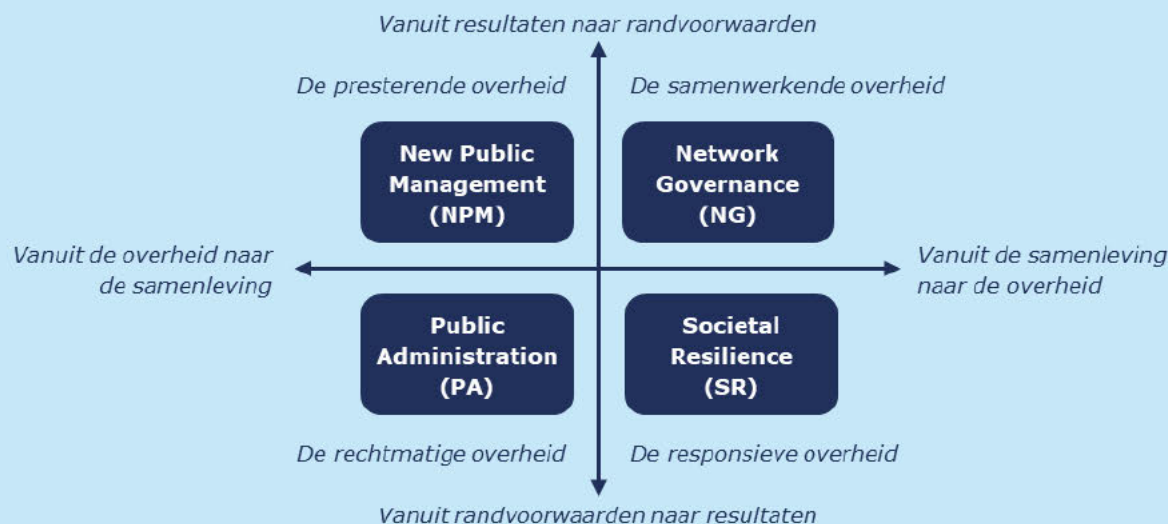 Vanuit resultaten naar randvoorwaarden
De presterende overheid
De samenwerkende overheid
New Public
Management
(NPM)
Network
Governance
(NG)
Vanuit de overheid naar
de samenleving
Vanuit de samenleving
naar de overheid
Public
Administration
(PA)
Societal
Resilience
(SR)
De rechtmatige overheid
De responsieve overheid
Vanuit randvoorwaarden naar resultaten